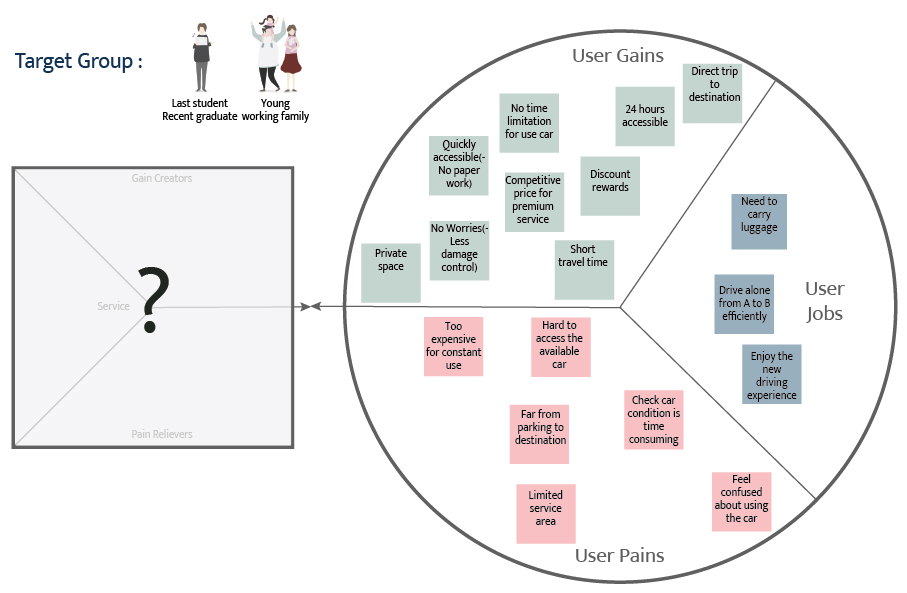 Target Group :
Last student
Recent graduate
Young
working family
Gain Creators
Service
?
Pain Relievers
User Gains
Direct trip
to
destination
24 hours
accessible
No time
limitation
for use car
Quickly
accessible(-
No paper
work)
Competitive
price for
premium
service
Discount
rewards
No Worries(-
Less
damage
control)
Private
space
Short
travel time
User
Jobs
Need to
carry
luggage
Drive alone
from A to B
efficiently
Enjoy the
new
driving
experience
Too
expensive
for constant
use
Hard to
access the
available
car
Far from
parking to
destination
Check car
condition is
time
consuming
Limited
service
area
Feel
confused
about using
the car
User Pains